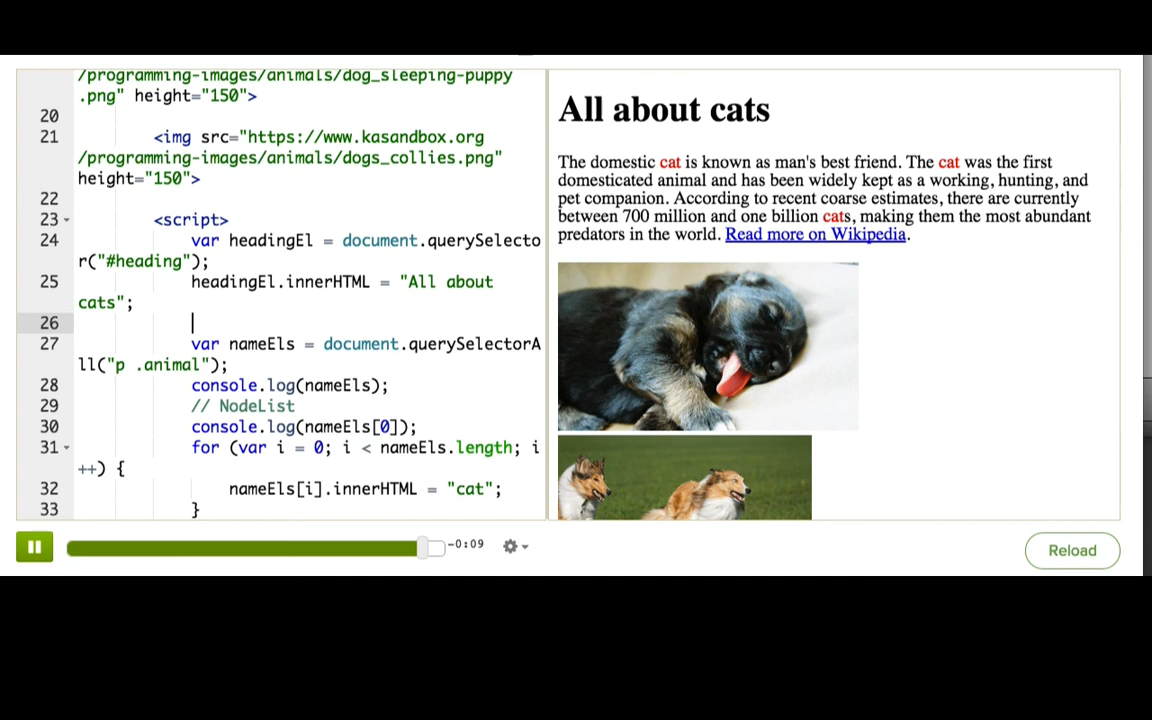 /programming-images/animals/dog_sleeping-puppy
.png" height="150">
20
21 <img src="https://www.kasandbox.org
/programming-images/animals/dogs_collies.png"
height="150">
22
23 <script>
24 var headingEl = document.querySelecto
r("#heading");
25 headingEl.innerHTML = "All about
cats";
26
27 var nameEls = document.querySelectorA
ll("p .animal");
28 console.log(nameEls);
29 // NodeList
30 console.log(nameEls[0]);
31 for (var i = 0; i < nameEls.length; i
++) {
32 nameEls[i].innerHTML = "cat";
33 }
All about cats
The domestic cat is known as man's best friend. The cat was the first
domesticated animal and has been widely kept as a working, hunting, and
pet companion. According to recent coarse estimates, there are currently
between 700 million and one billion cats, making them the most abundant
predators in the world. Read more on Wikipedia.
-0:09
Reload